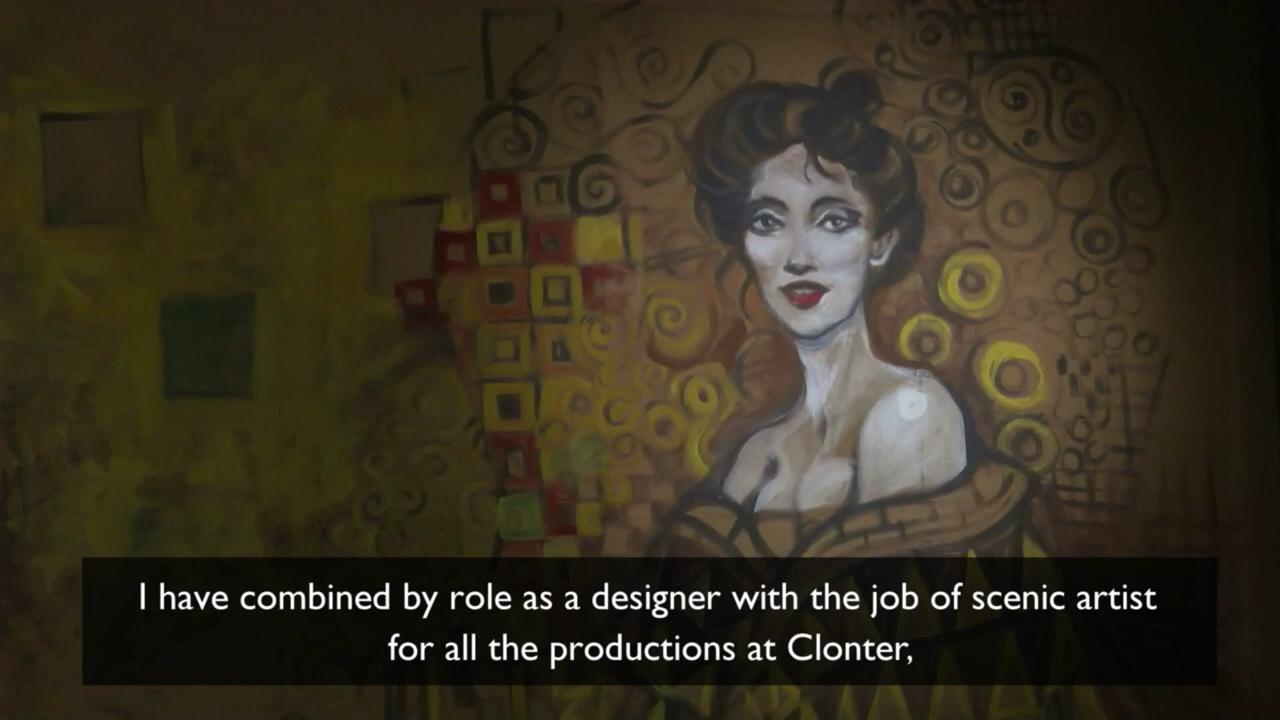 I have combined by role as a designer with the job of scenic artist
for all the productions at Clonter,